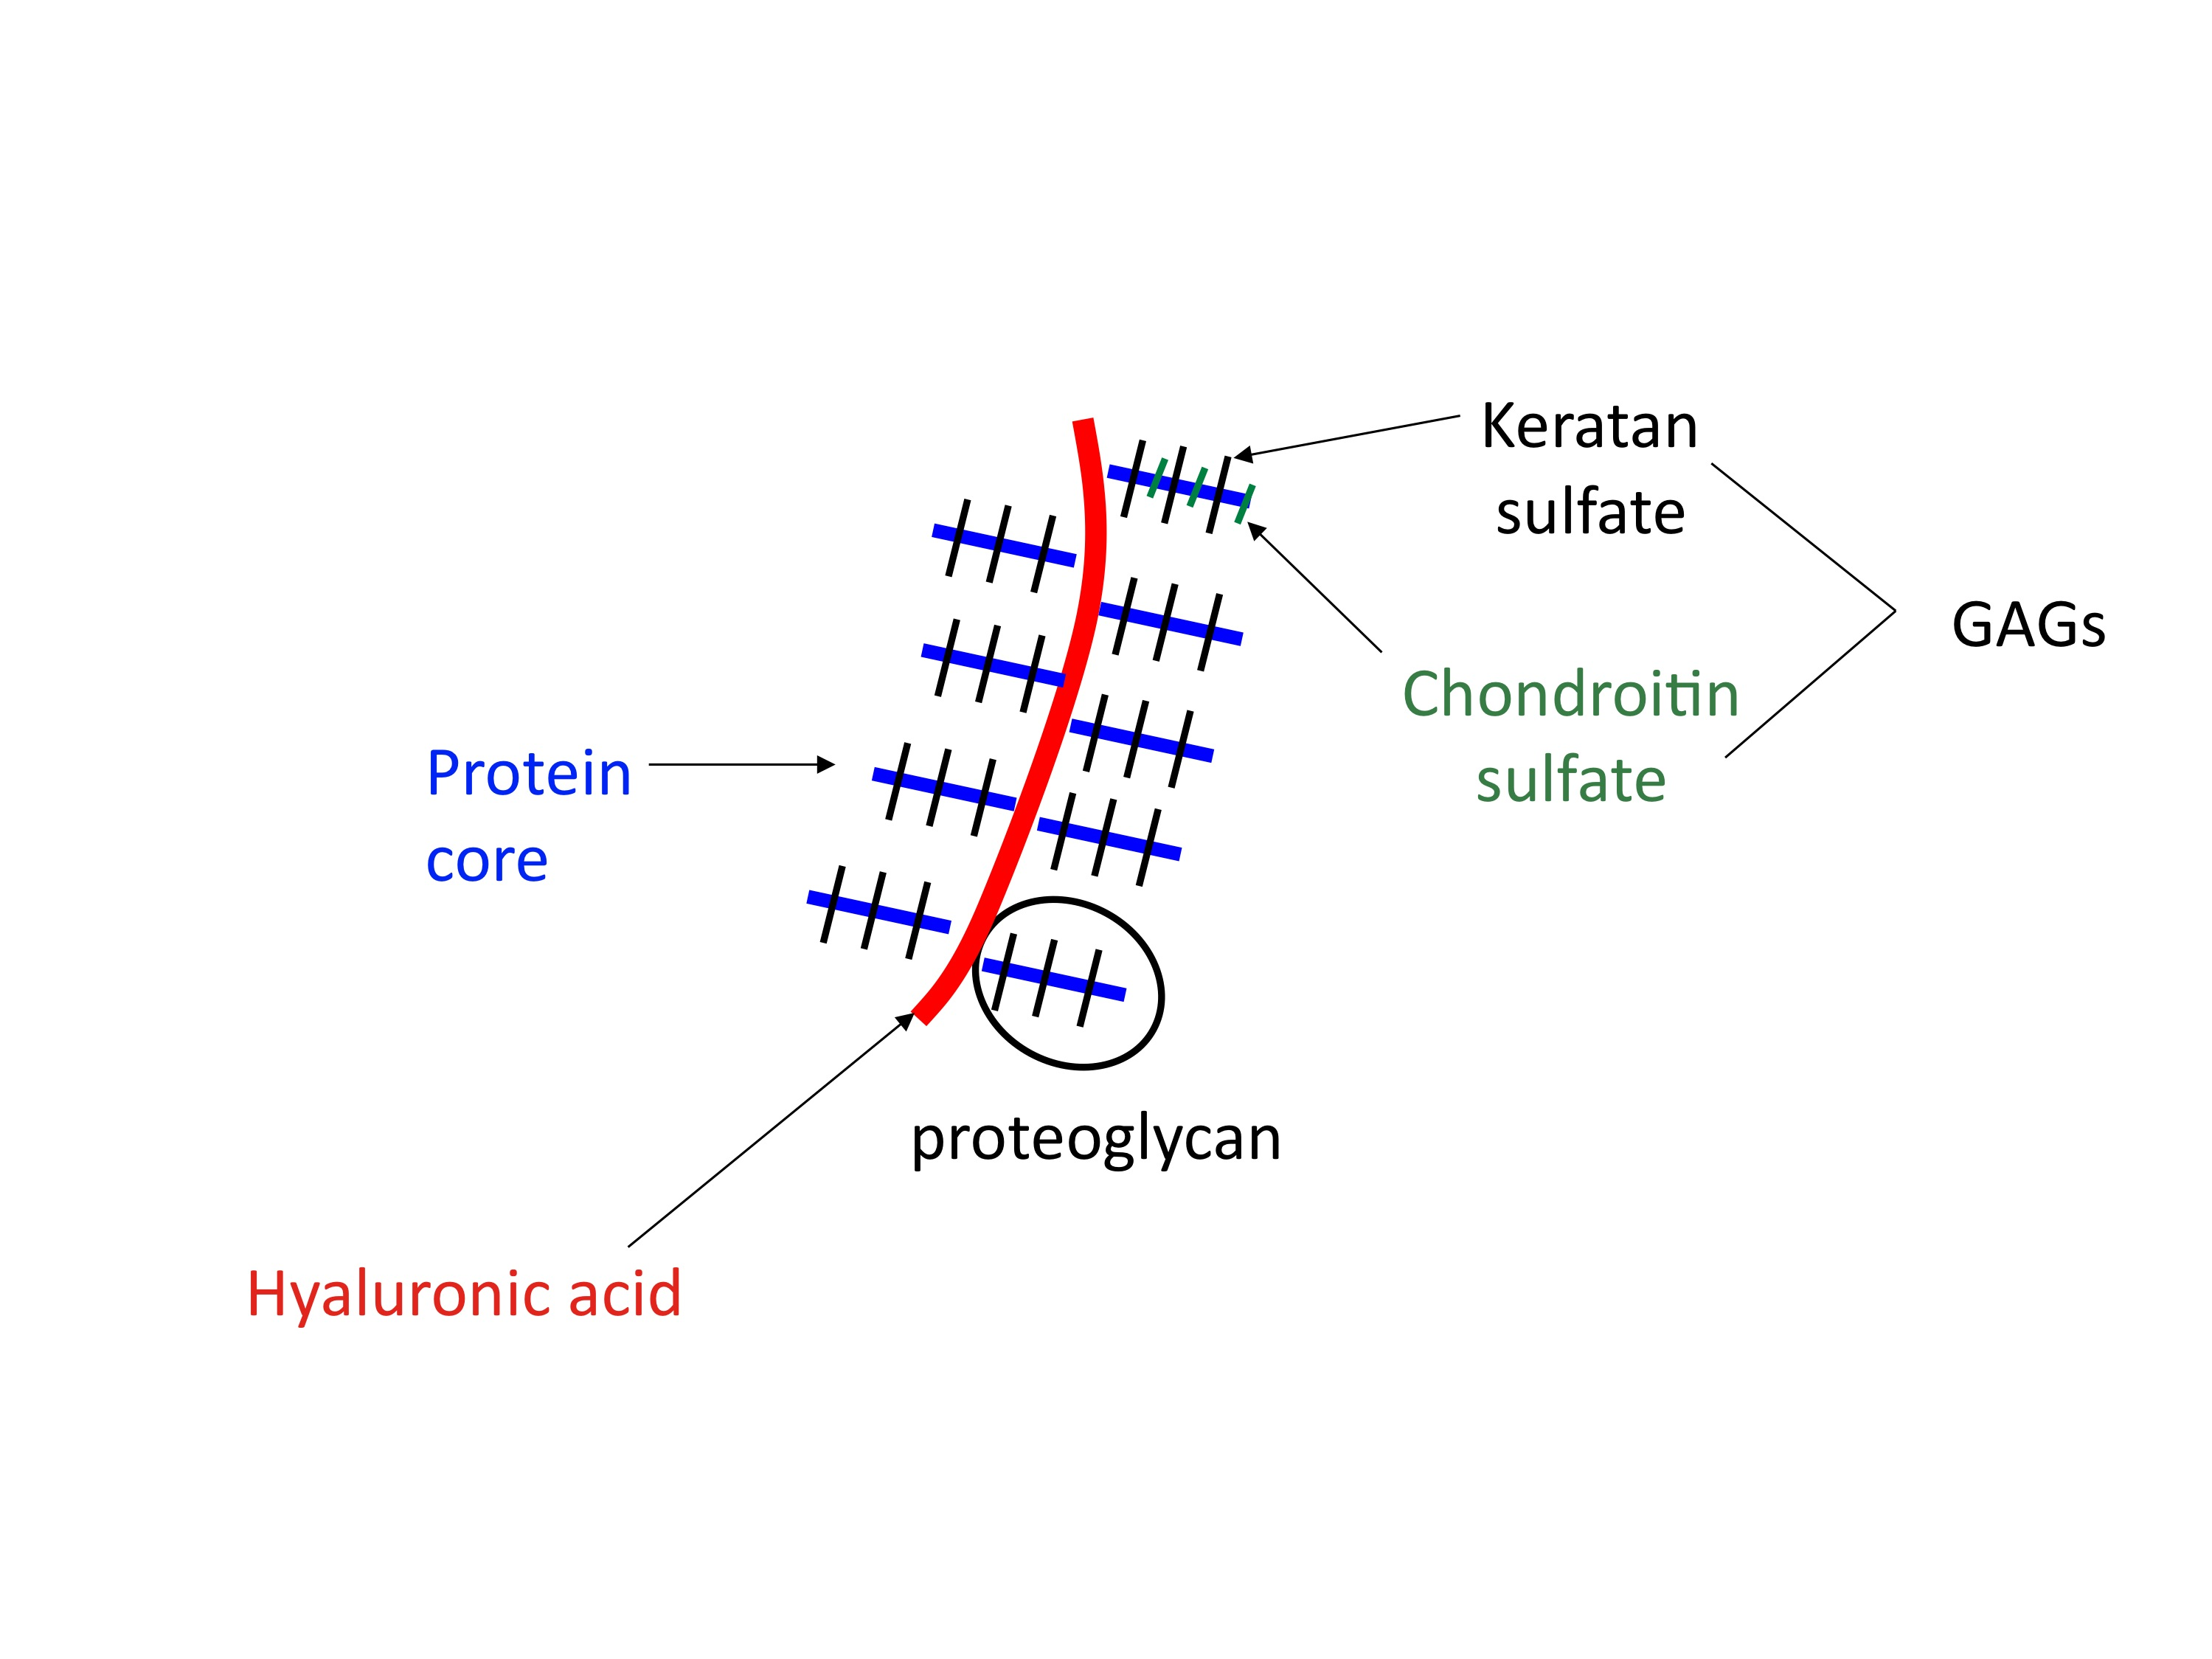 Keratan
sulfate
GAGs
Chondroitin
sulfate
Protein
core
proteoglycan
Hyaluronic acid